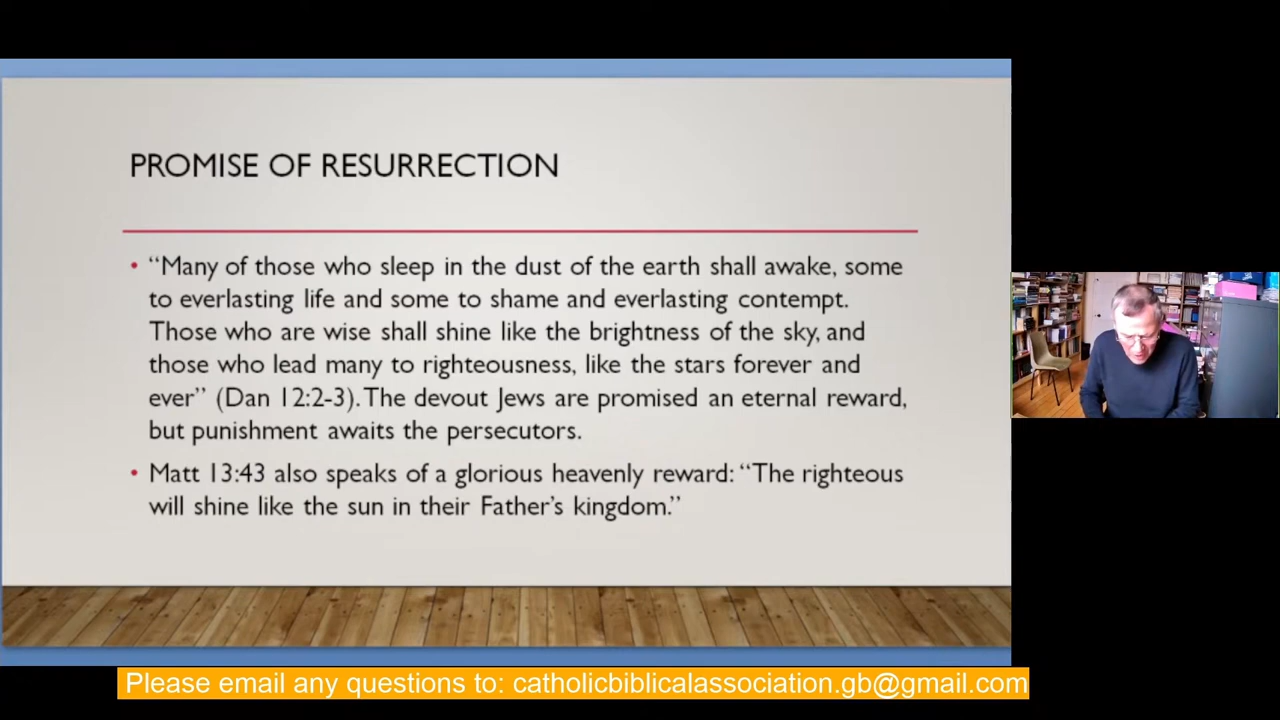 PROMISE OF RESURRECTION
• “Many of those who sleep in the dust of the earth shall awake, some
to everlasting life and some to shame and everlasting contempt.
Those who are wise shall shine like the brightness of the sky, and
those who lead many to righteousness, like the stars forever and
ever” (Dan 12:2-3). The devout Jews are promised an eternal reward,
but punishment awaits the persecutors.
• Matt 13:43 also speaks of a glorious heavenly reward: “The righteous
will shine like the sun in their Father’s kingdom.”
Please email any questions to: catholicbiblicalassociation.gb@gmail.com